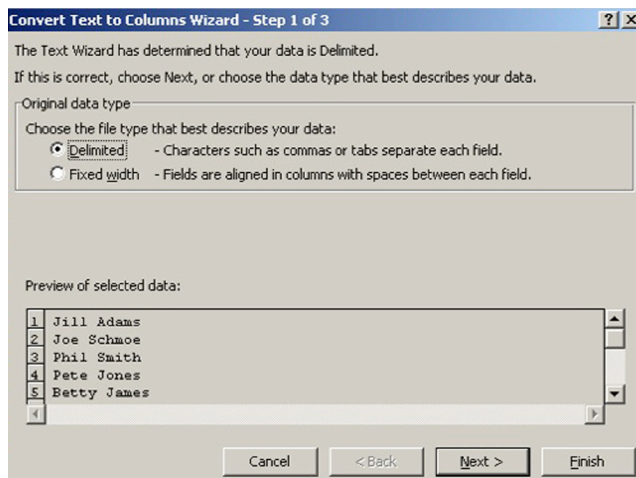 Convert Text to Columns Wizard - Step 1 of 3
The Text Wizard has determined that your data is Delimited.
If this is correct, choose Next, or choose the data type that best describes your data.
Original data type
Choose the file type that best describes your data:
Delimited - Characters such as commas or tabs separate each field.
Fixed width - Fields are aligned in columns with spaces between each field.
Preview of selected data:
1 Jill Adams
2 Joe Schmoe
3 Phil Smith
4 Pete Jones
5 Betty James
Cancel < Back Next > Finish